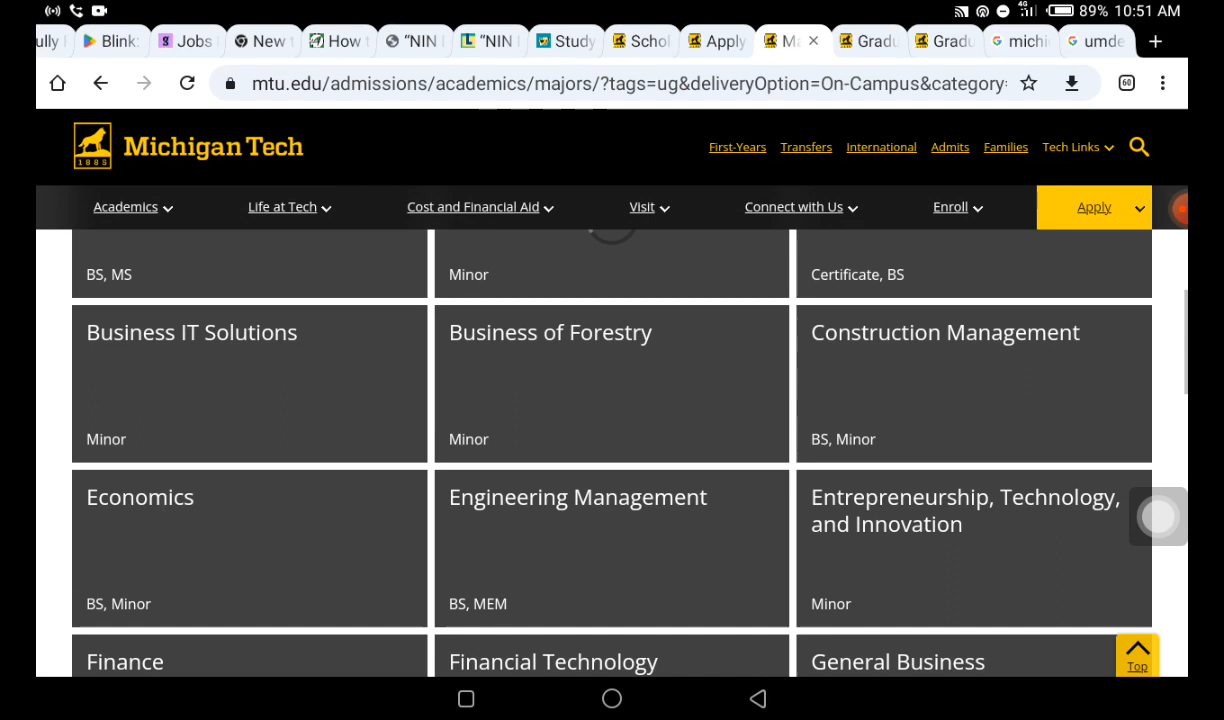 4G 89% 10:51 AM
ully Blink: Jobs New t How t "NIN "NIN Study Schol Apply Ma Gradu Gradu michi umde
mtu.edu/admissions/academics/majors/?tags=ug&deliveryOption=On-Campus&category= 60
Michigan Tech
1885
First-Years Transfers International Admits Families Tech Links
Academics Life at Tech Cost and Financial Aid Visit Connect with Us Enroll Apply
BS, MS Minor Certificate, BS
Business IT Solutions Business of Forestry Construction Management
Minor Minor BS, Minor
Economics Engineering Management Entrepreneurship, Technology,
and Innovation
BS, Minor BS, MEM Minor
Finance Financial Technology General Business
Top